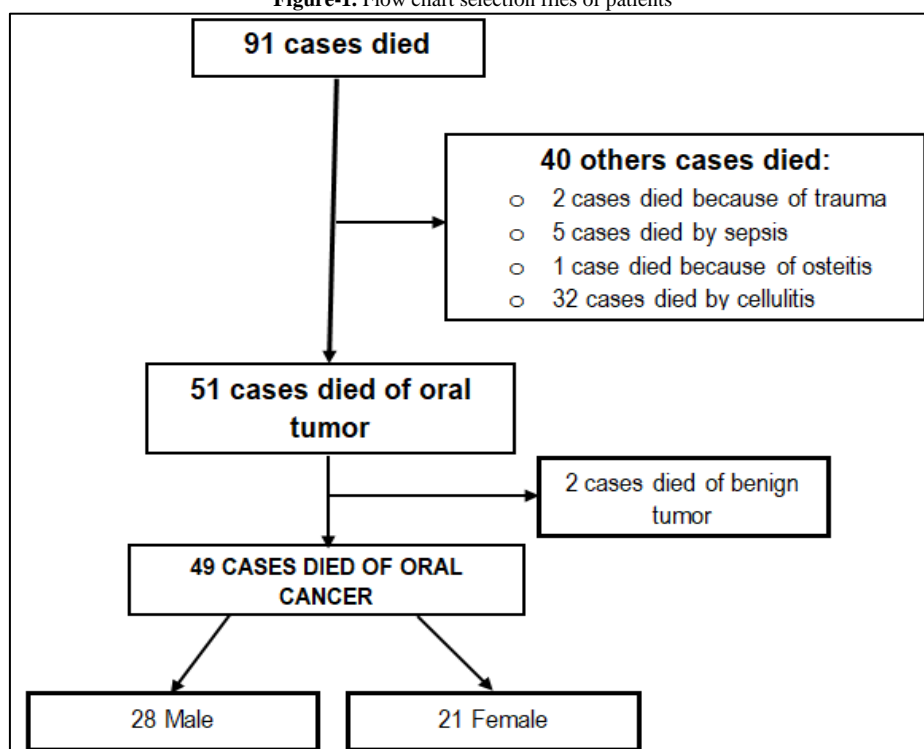 Figure-1. Flow chart selection files of patients
91 cases died
40 others cases died:
o 2 cases died because of trauma
o 5 cases died by sepsis
o 1 case died because of osteitis
o 32 cases died by cellulitis
51 cases died of oral
tumor
2 cases died of benign
tumor
49 CASES DIED OF ORAL
CANCER
28 Male
21 Female